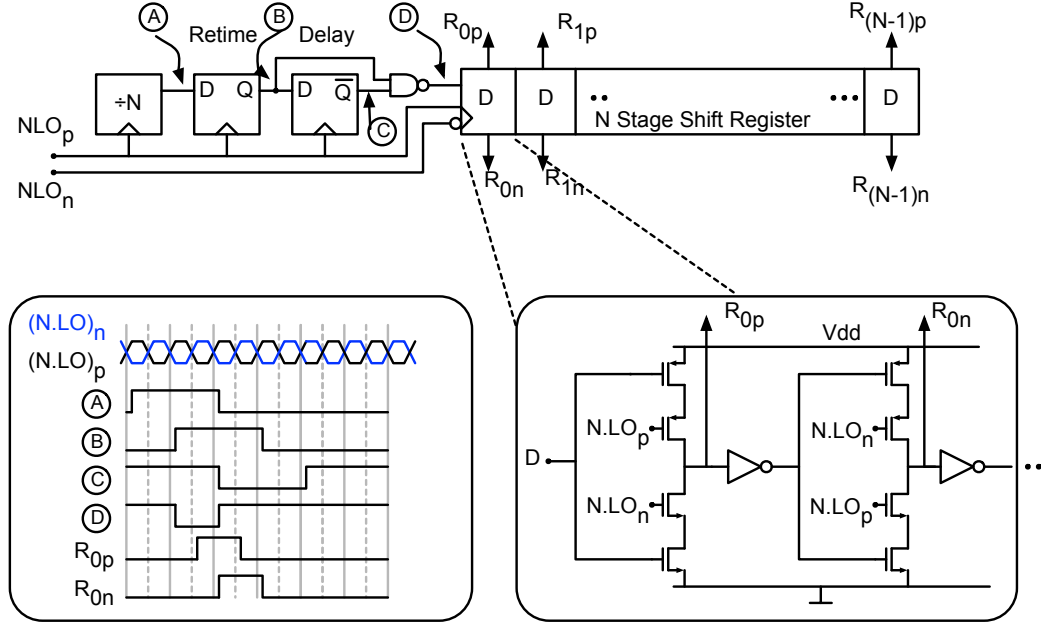 A
Retime
B
Delay
D
R0p
R1p
R(N-1)p
÷N
D Q
D Q̅
C
D
D
••
•••
D
N Stage Shift Register
NLOp
NLOn
R0n
R1n
R(N-1)n
(N.LO)n
(N.LO)p
A
B
C
D
R0p
R0n
R0p
Vdd
R0n
N.LOp
N.LOn
D
N.LOn
N.LOp
••